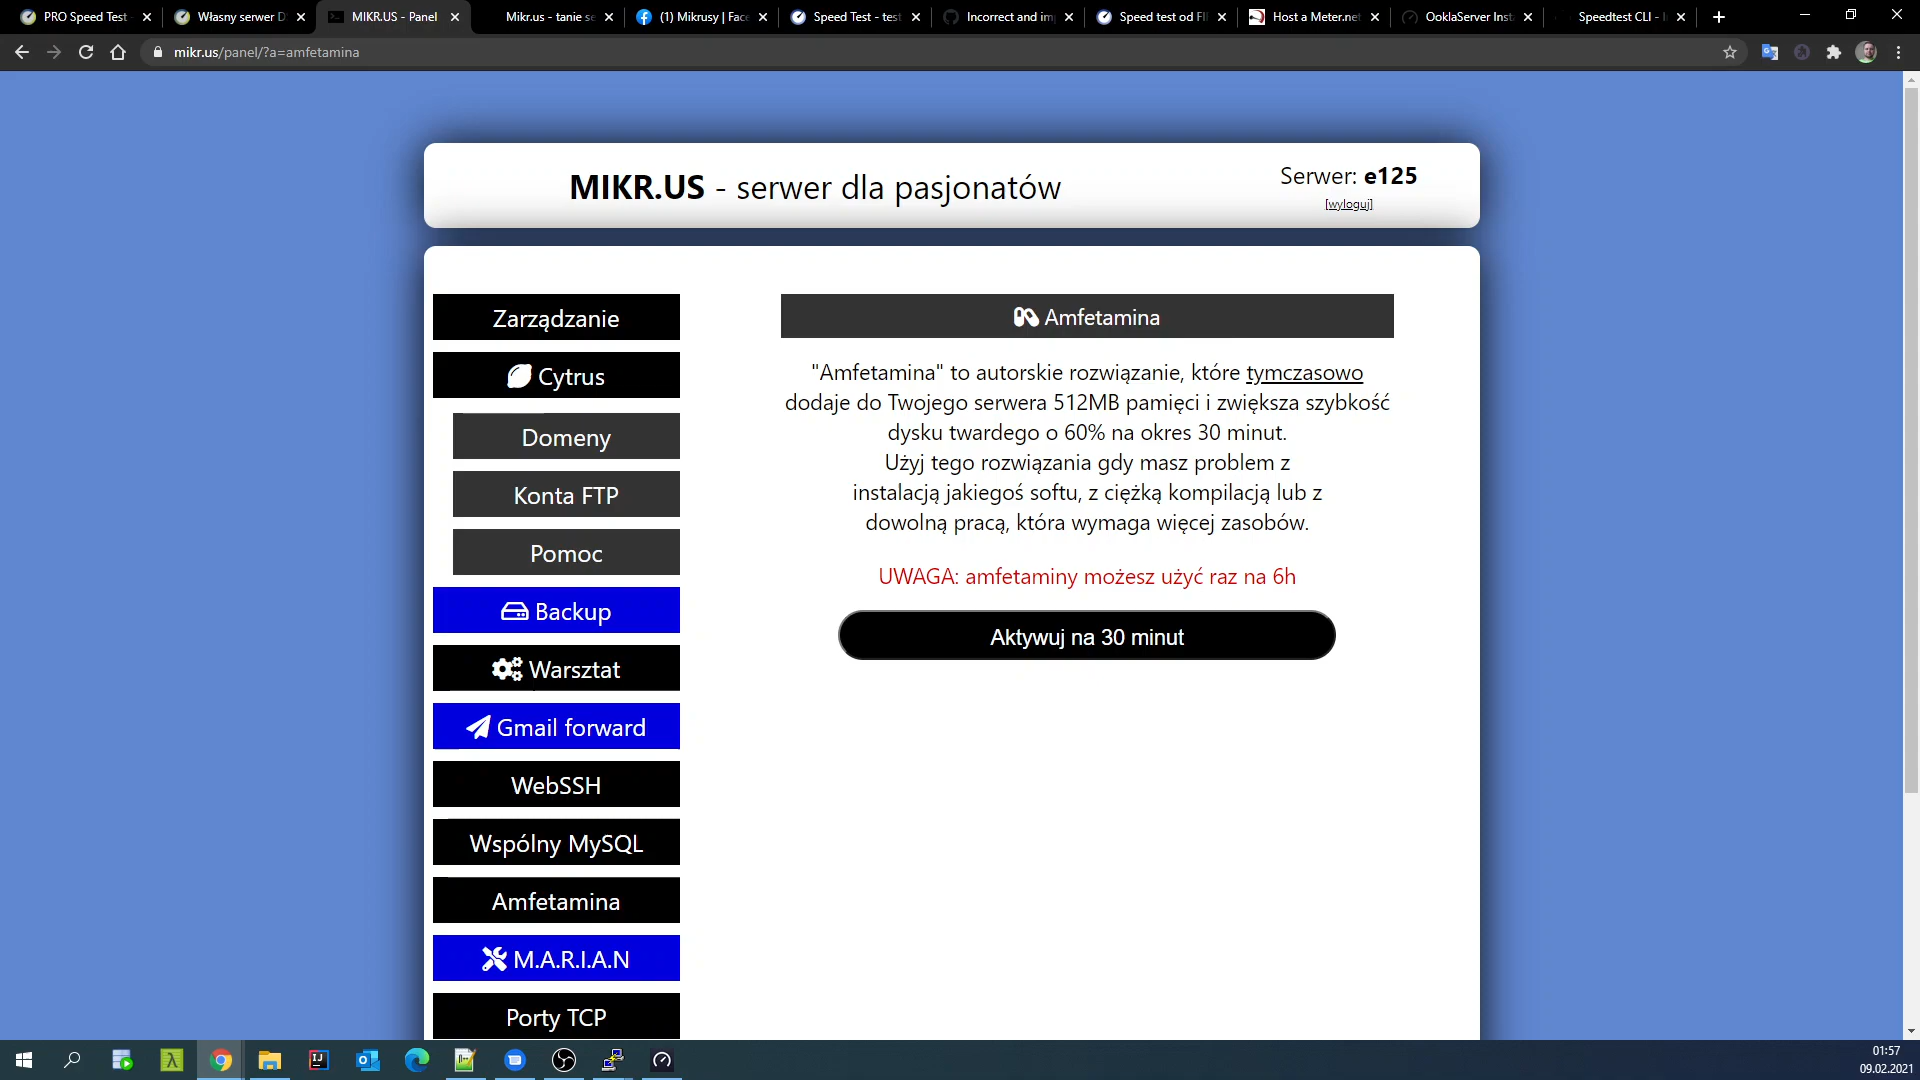 PRO Speed Test
Własny serwer D
MIKR.US - Panel
Mikr.us - tanie se
(1) Mikrusy | Face
Speed Test - test
Incorrect and im
Speed test od FI
Host a Meter.net
OoklaServer Inst
Speedtest CLI - I
mikr.us/panel/?a=amfetamina
MIKR.US - serwer dla pasjonatów
Serwer: e125
[wyloguj]
Zarządzanie
Cytrus
Domeny
Konta FTP
Pomoc
Backup
Warsztat
Gmail forward
WebSSH
Wspólny MySQL
Amfetamina
M.A.R.I.A.N
Porty TCP
Amfetamina
"Amfetamina" to autorskie rozwiązanie, które tymczasowo
dodaje do Twojego serwera 512MB pamięci i zwiększa szybkość
dysku twardego o 60% na okres 30 minut.
Użyj tego rozwiązania gdy masz problem z
instalacją jakiegoś softu, z ciężką kompilacją lub z
dowolną pracą, która wymaga więcej zasobów.
UWAGA: amfetaminy możesz użyć raz na 6h
Aktywuj na 30 minut
01:57
09.02.2021